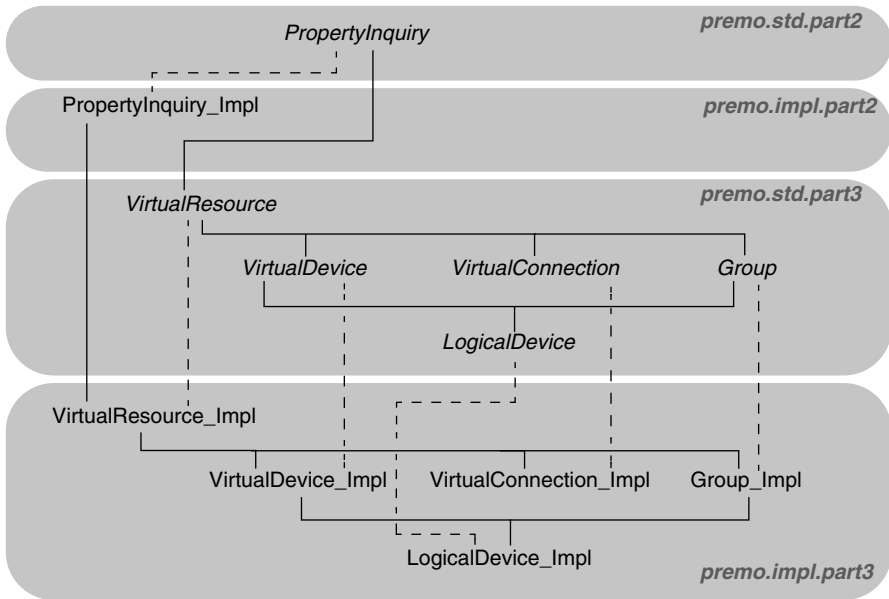 premo.std.part2
PropertyInquiry
PropertyInquiry_Impl
premo.impl.part2
premo.std.part3
VirtualResource
VirtualDevice
VirtualConnection
Group
LogicalDevice
VirtualResource_Impl
VirtualDevice_Impl
VirtualConnection_Impl
Group_Impl
LogicalDevice_Impl
premo.impl.part3